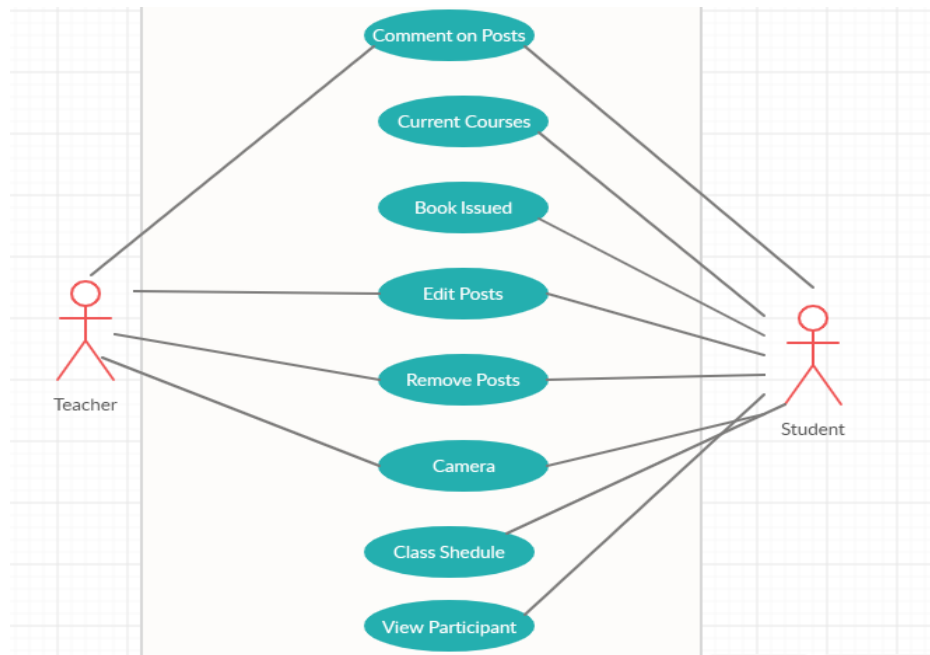 Comment on Posts
Current Courses
Book Issued
Edit Posts
Remove Posts
Teacher
Student
Camera
Class Shedule
View Participant